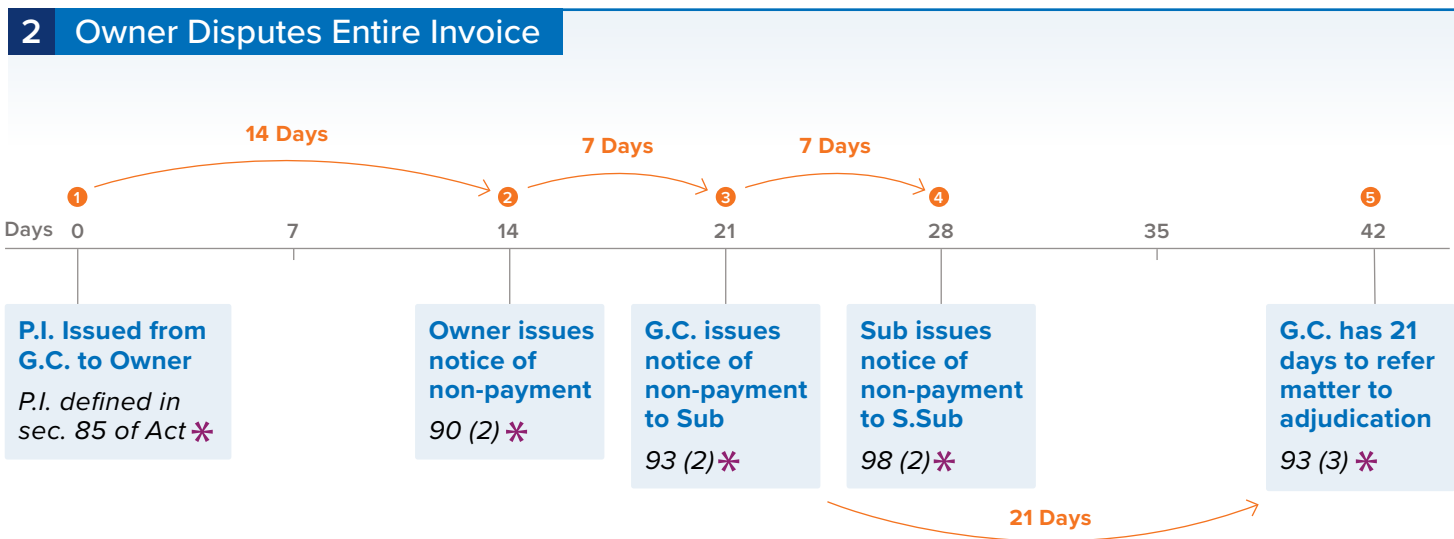 2 Owner Disputes Entire Invoice
14 Days
7 Days
7 Days
1 2 3 4 5
Days 0 7 14 21 28 35 42
P.I. Issued from
G.C. to Owner
P.I. defined in
sec. 85 of Act *
Owner issues
notice of
non-payment
90 (2) *
G.C. issues
notice of
non-payment
to Sub
93 (2) *
Sub issues
notice of
non-payment
to S.Sub
98 (2) *
G.C. has 21
days to refer
matter to
adjudication
93 (3) *
21 Days